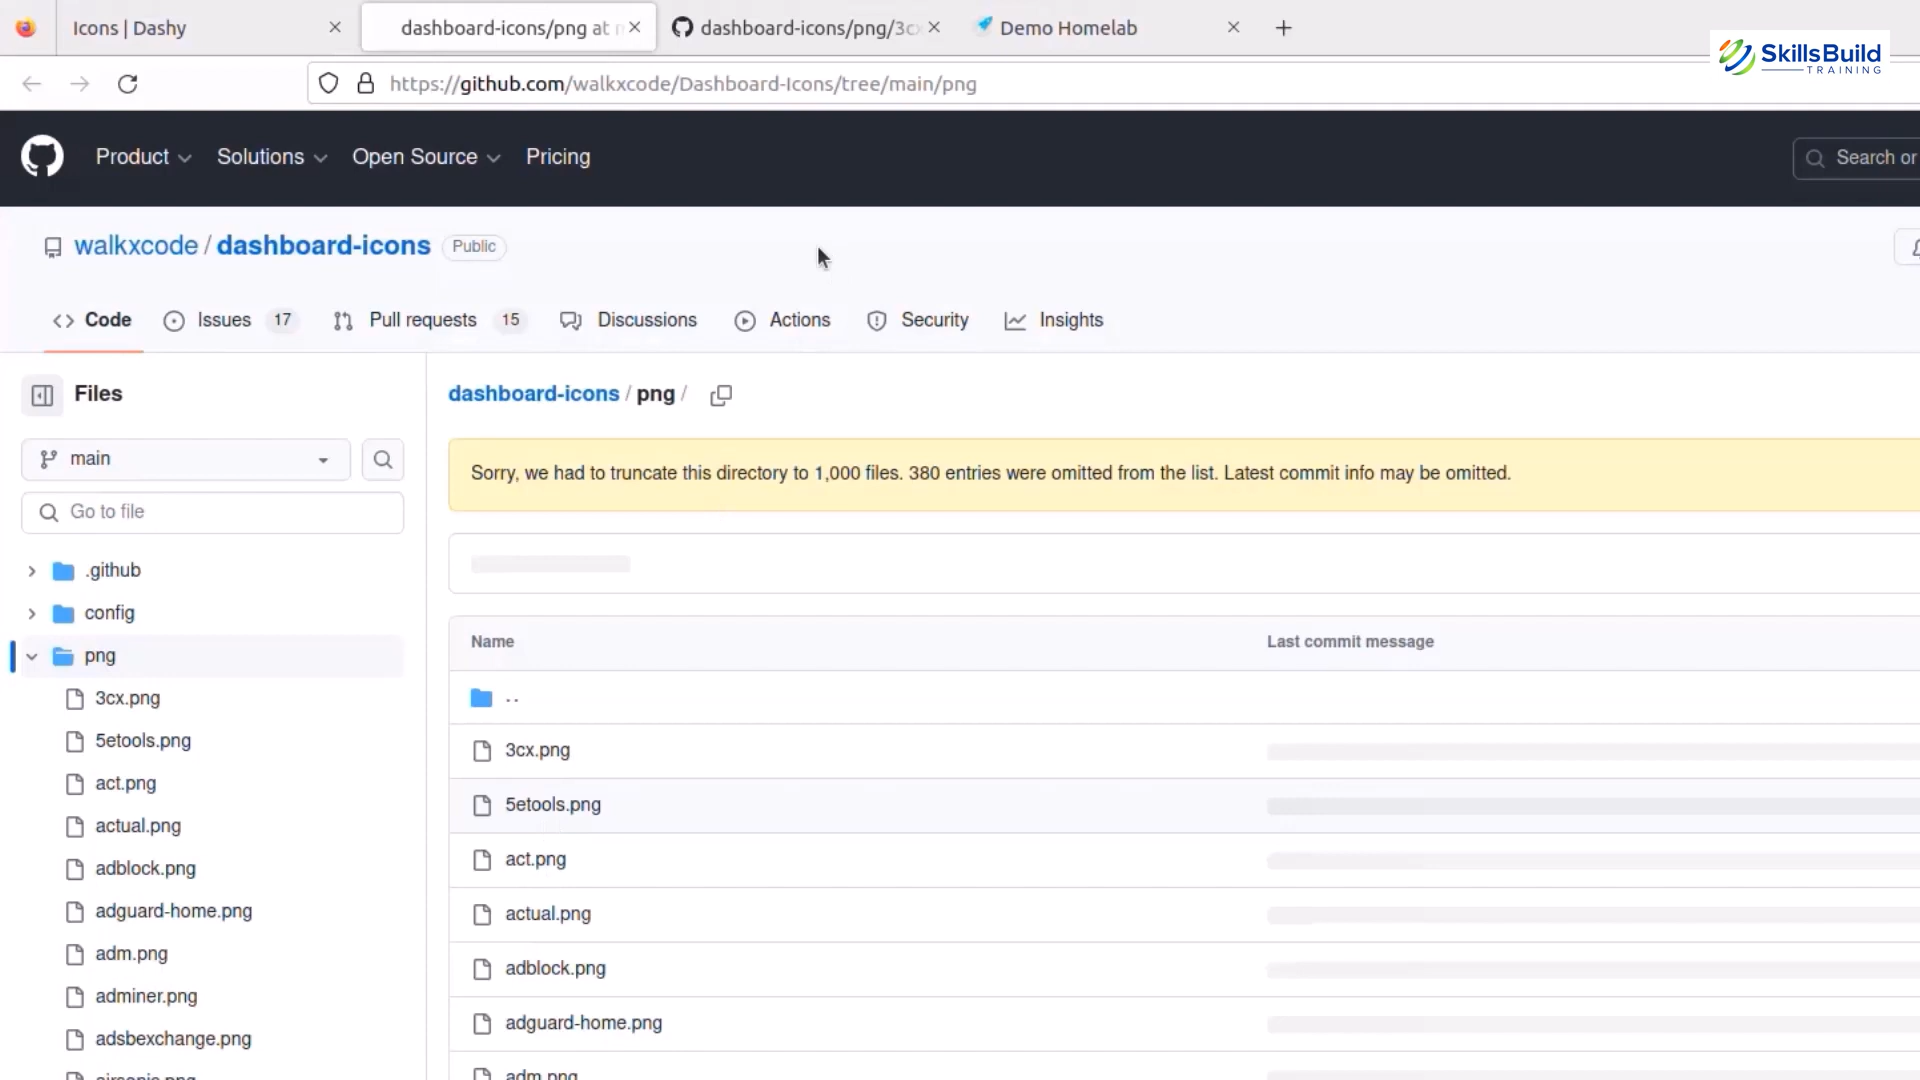 Icons | Dashy
dashboard-icons/png at
dashboard-icons/png/3c
Demo Homelab
SkillsBuild
TRAINING
https://github.com/walkxcode/Dashboard-Icons/tree/main/png
Product
Solutions
Open Source
Pricing
Search or
walkxcode / dashboard-icons
Public
Code
Issues 17
Pull requests 15
Discussions
Actions
Security
Insights
Files
main
Go to file
.github
config
png
3cx.png
5etools.png
act.png
actual.png
adblock.png
adguard-home.png
adm.png
adminer.png
adsbexchange.png
airsonic.png
dashboard-icons / png /
Sorry, we had to truncate this directory to 1,000 files. 380 entries were omitted from the list. Latest commit info may be omitted.
Name
Last commit message
..
3cx.png
5etools.png
act.png
actual.png
adblock.png
adguard-home.png
adm.png